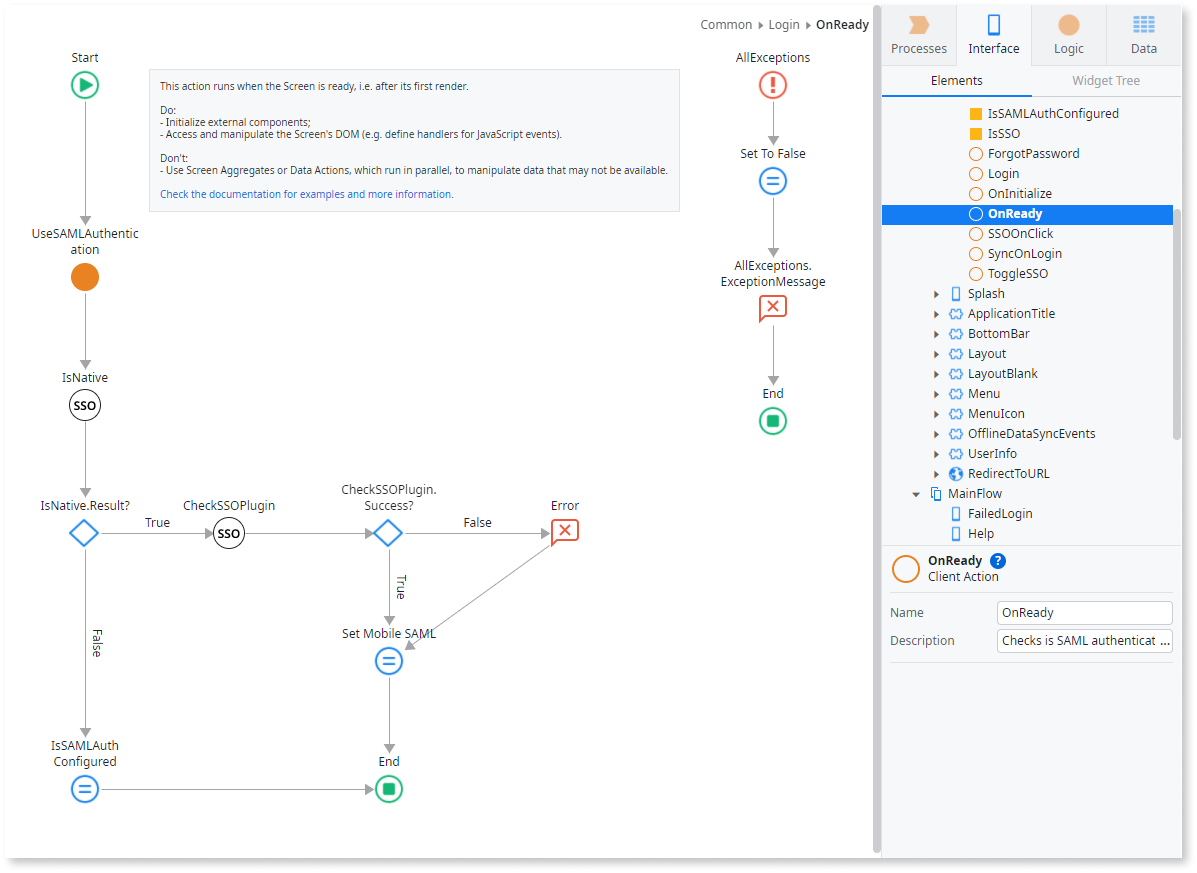 Common ▸ Login ▸ OnReady
Start
This action runs when the Screen is ready, i.e. after its first render.
Do:
- Initialize external components;
- Access and manipulate the Screen's DOM (e.g. define handlers for JavaScript events).
Don't:
- Use Screen Aggregates or Data Actions, which run in parallel, to manipulate data that may not be available.
Check the documentation for examples and more information.
UseSAMLAuthentic
ation
IsNative
SSO
IsNative.Result?
True
CheckSSOPlugin
SSO
CheckSSOPlugin.
Success?
False
Error
True
False
Set Mobile SAML
IsSAMLAuth
Configured
End
AllExceptions
Set To False
AllExceptions.
ExceptionMessage
End
Processes
Interface
Logic
Data
Elements
Widget Tree
IsSAMLAuthConfigured
IsSSO
ForgotPassword
Login
OnInitialize
OnReady
SSOOnClick
SyncOnLogin
ToggleSSO
Splash
ApplicationTitle
BottomBar
Layout
LayoutBlank
Menu
MenuIcon
OfflineDataSyncEvents
UserInfo
RedirectToURL
MainFlow
FailedLogin
Help
OnReady ?
Client Action
Name
OnReady
Description
Checks is SAML authenticat ...